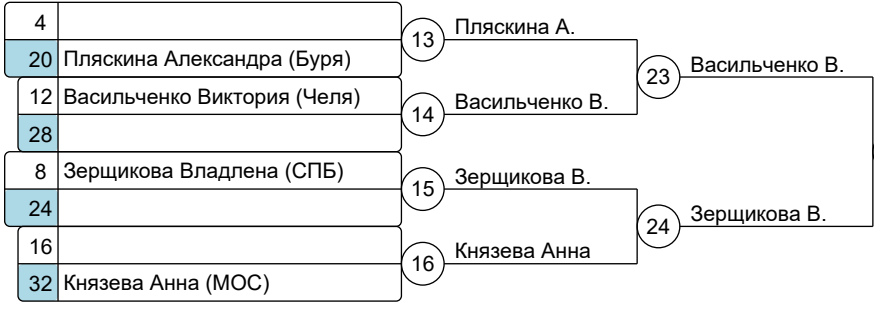 4
13
Пляскина А.
20 Пляскина Александра (Буря)
23
Васильченко В.
12 Васильченко Виктория (Челя)
14
Васильченко В.
28
8 Зерщикова Владлена (СПБ)
15
Зерщикова В.
24
24
Зерщикова В.
16
16
Князева Анна
32 Князева Анна (МОС)